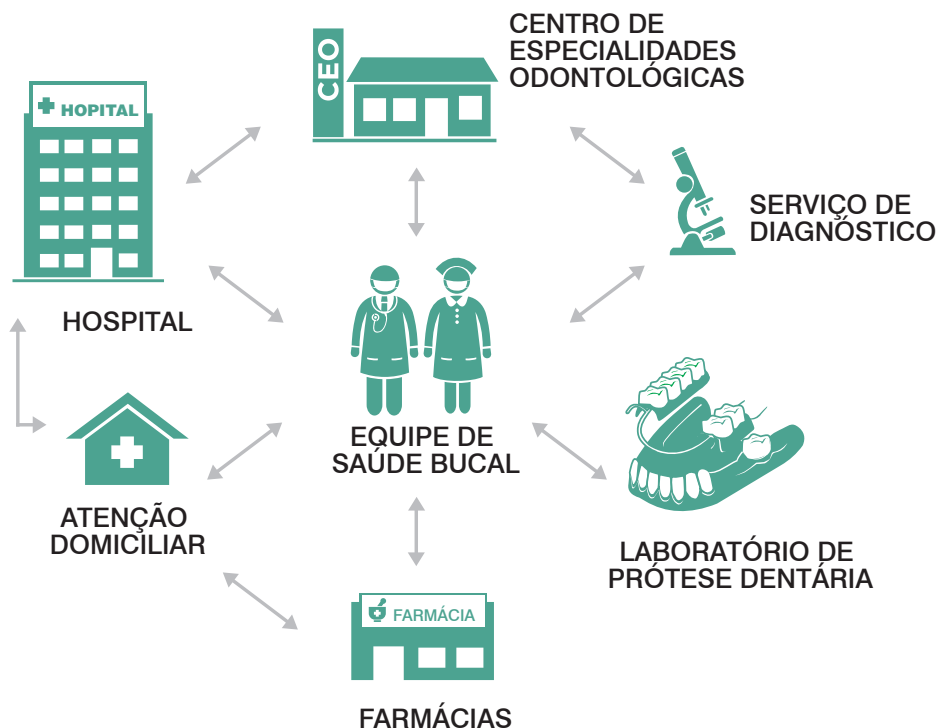 CENTRO DE
ESPECIALIDADES
ODONTOLÓGICAS
CEO
HOPITAL
HOSPITAL
SERVIÇO DE
DIAGNÓSTICO
EQUIPE DE
SAÚDE BUCAL
ATENÇÃO
DOMICILIAR
LABORATÓRIO DE
PRÓTESE DENTÁRIA
FARMÁCIA
FARMÁCIAS